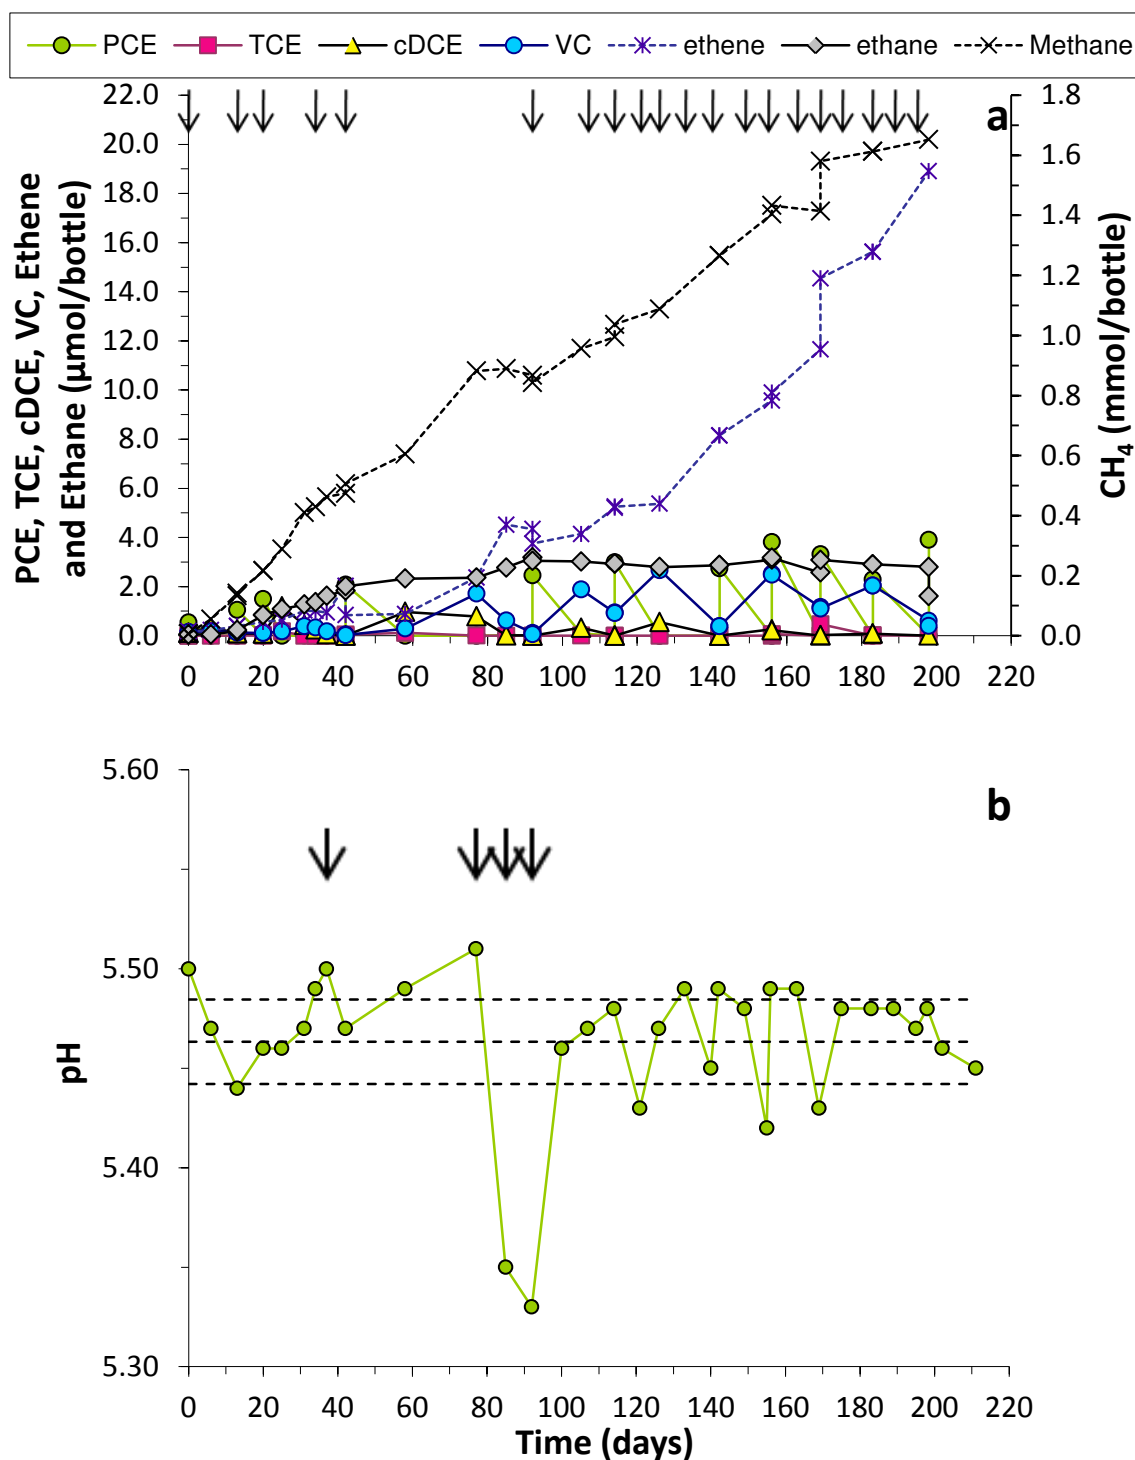 PCE TCE cDCE VC ethene ethane Methane
a
22.0
20.0
18.0
16.0
14.0
12.0
10.0
8.0
6.0
4.0
2.0
0.0
PCE, TCE, cDCE, VC, Ethene
and Ethane (µmol/bottle)
1.8
1.6
1.4
1.2
1.0
0.8
0.6
0.4
0.2
0.0
CH4 (mmol/bottle)
0 20 40 60 80 100 120 140 160 180 200 220
b
5.60
5.50
5.40
5.30
pH
0 20 40 60 80 100 120 140 160 180 200 220
Time (days)